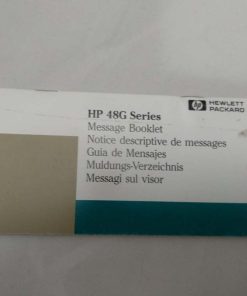 HP 48G Series
Message Booklet
Notice descriptive de messages
Guia de Mensajes
Muldungs-Verzeichnis
Messagi sul visor
hp HEWLETT
PACKARD